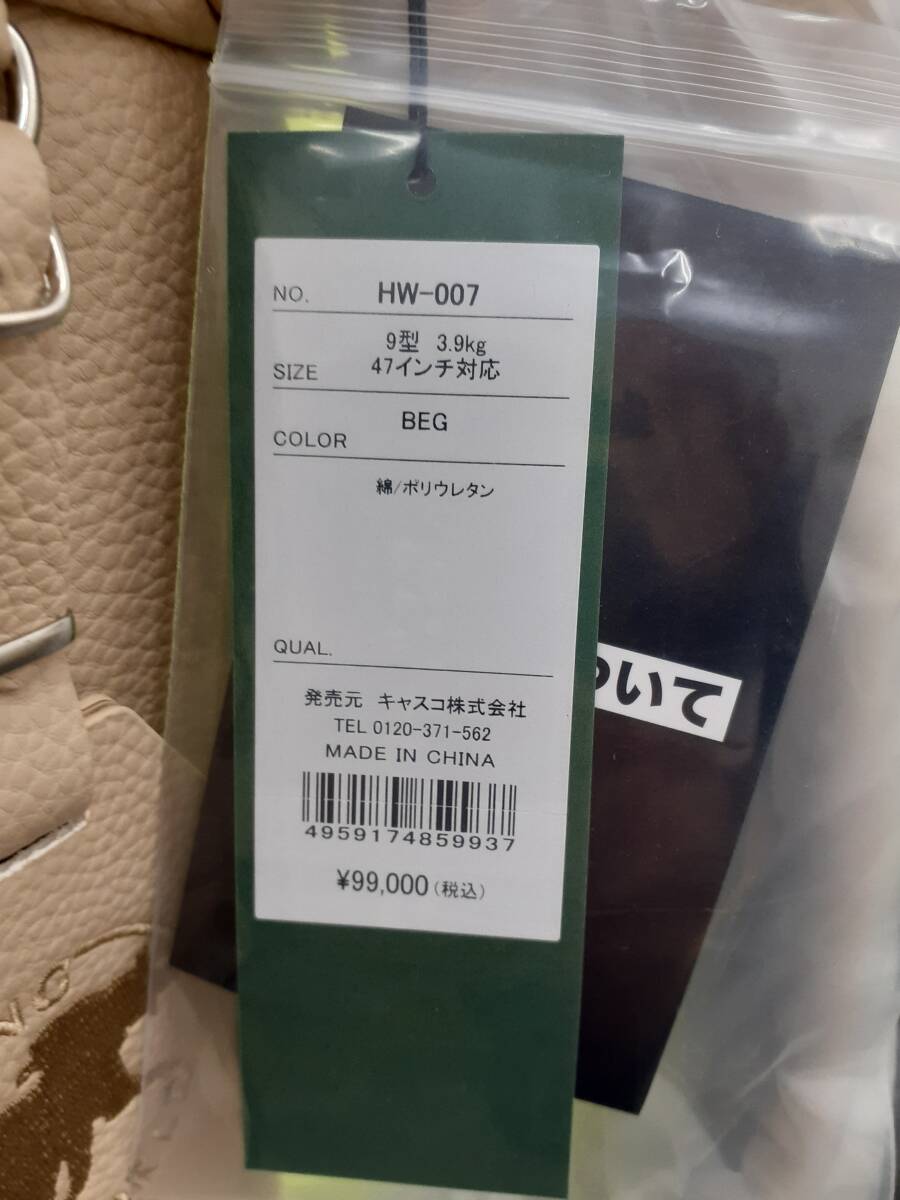 NO. HW-007
9型 3.9kg
SIZE 47インチ対応
BEG
COLOR
綿/ポリウレタン
QUAL.
発売元 キャスコ株式会社
TEL 0120-371-562
MADE IN CHINA
4959174859937
¥99,000(税込)
ついて